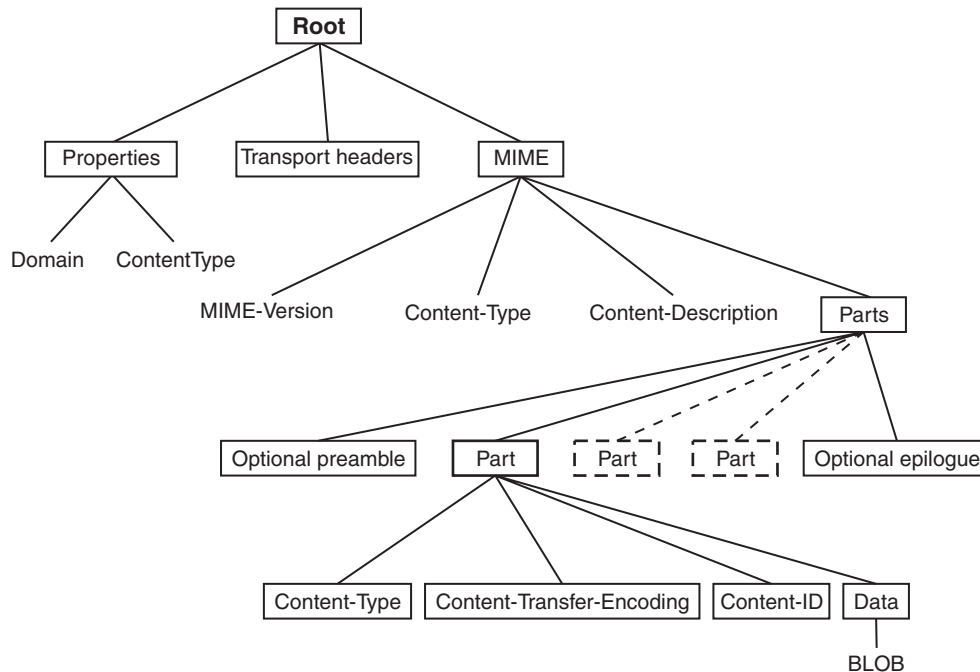 Root
Properties
Transport headers
MIME
Domain
ContentType
MIME-Version
Content-Type
Content-Description
Parts
Optional preamble
Part
Part
Part
Optional epilogue
Content-Type
Content-Transfer-Encoding
Content-ID
Data
BLOB